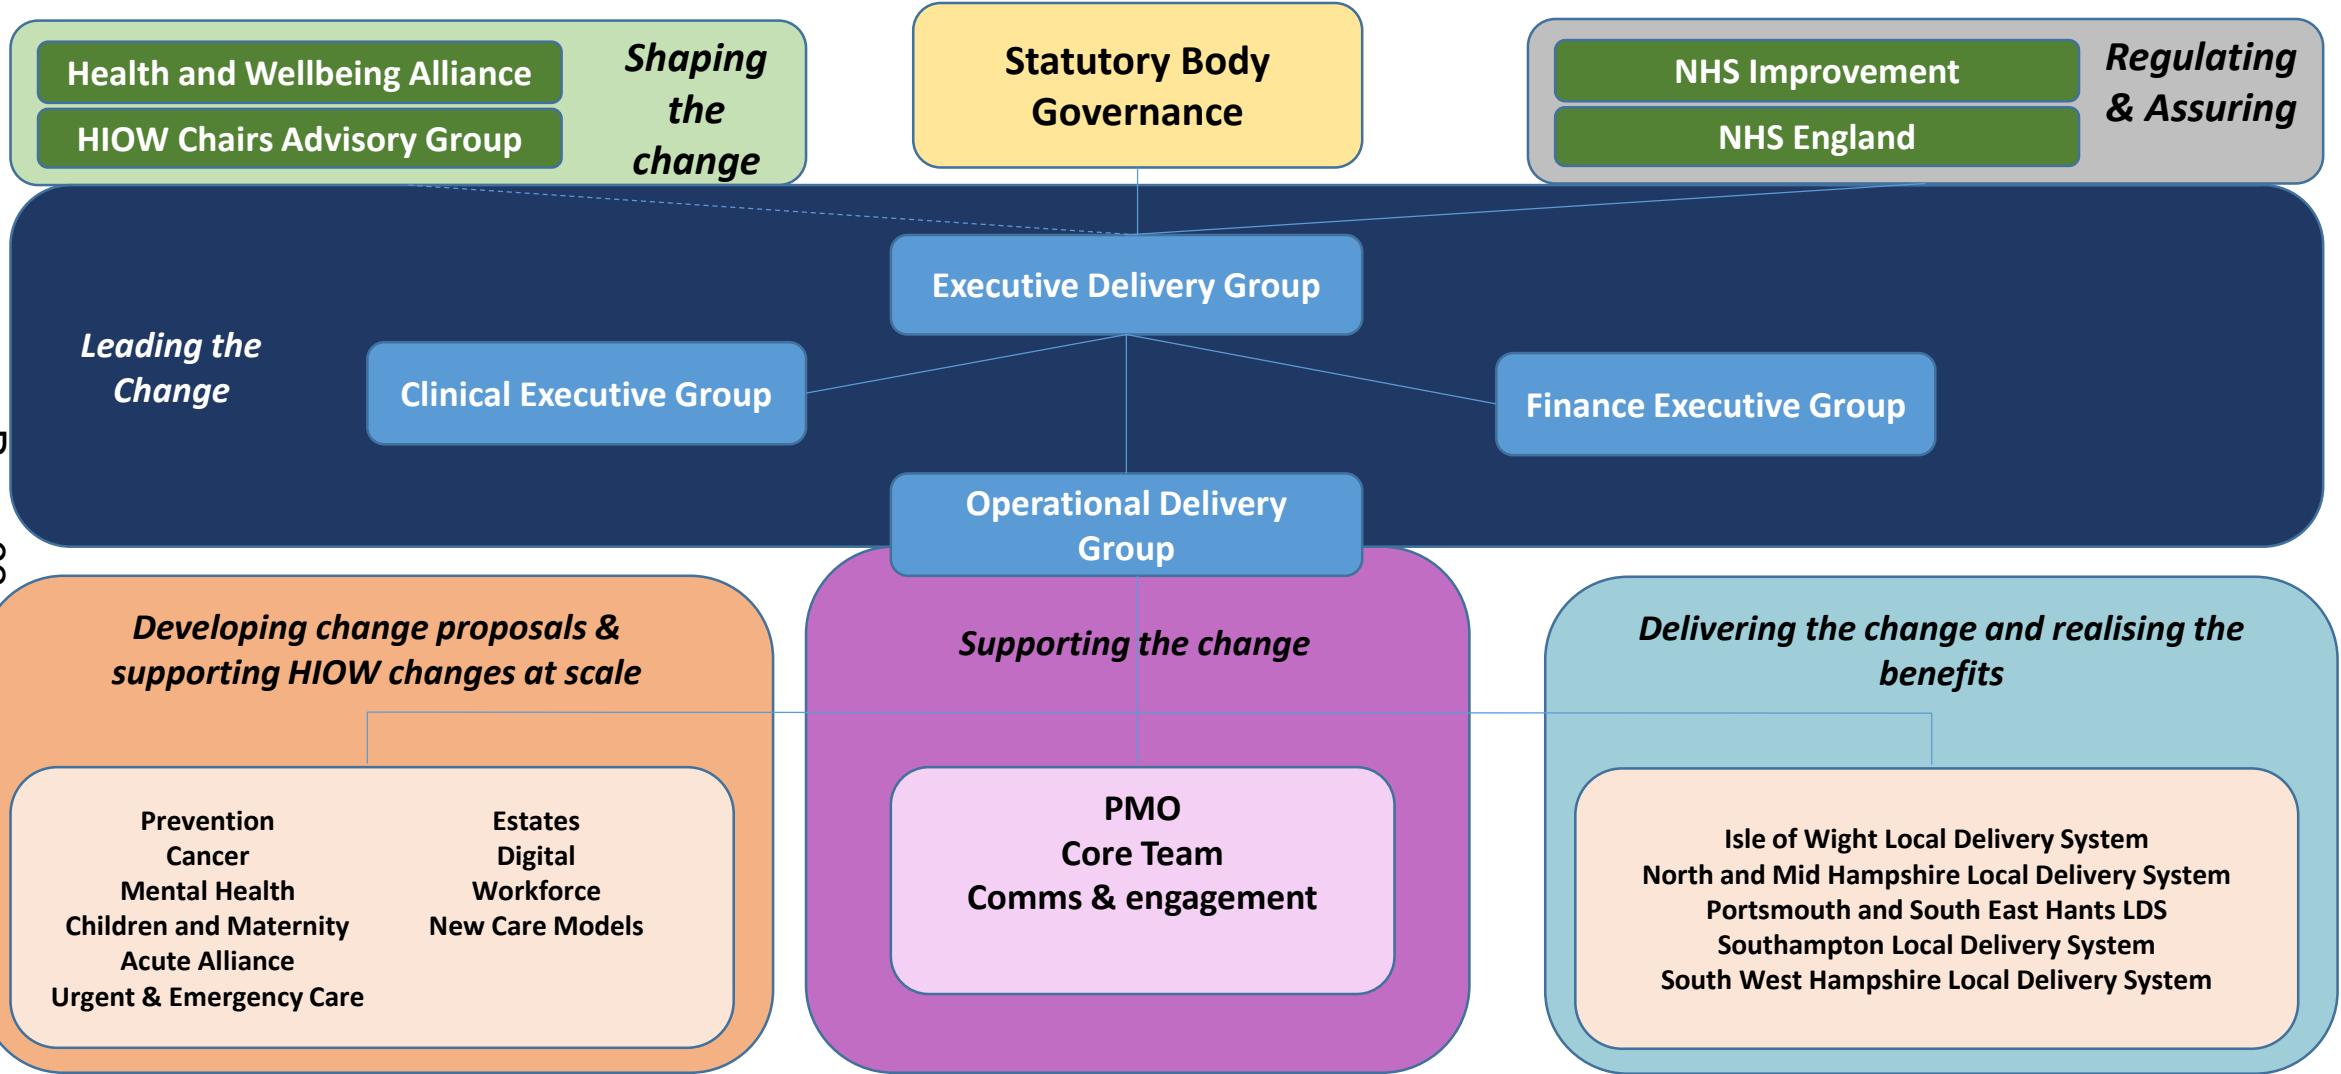 Health and Wellbeing Alliance
HIOW Chairs Advisory Group
Shaping
the
change
Statutory Body
Governance
NHS Improvement
NHS England
Regulating
& Assuring
Executive Delivery Group
Leading the
Change
Clinical Executive Group
Finance Executive Group
Operational Delivery
Group
Developing change proposals &
supporting HIOW changes at scale
Prevention
Cancer
Mental Health
Children and Maternity
Acute Alliance
Urgent & Emergency Care
Estates
Digital
Workforce
New Care Models
Supporting the change
PMO
Core Team
Comms & engagement
Delivering the change and realising the
benefits
Isle of Wight Local Delivery System
North and Mid Hampshire Local Delivery System
Portsmouth and South East Hants LDS
Southampton Local Delivery System
South West Hampshire Local Delivery System